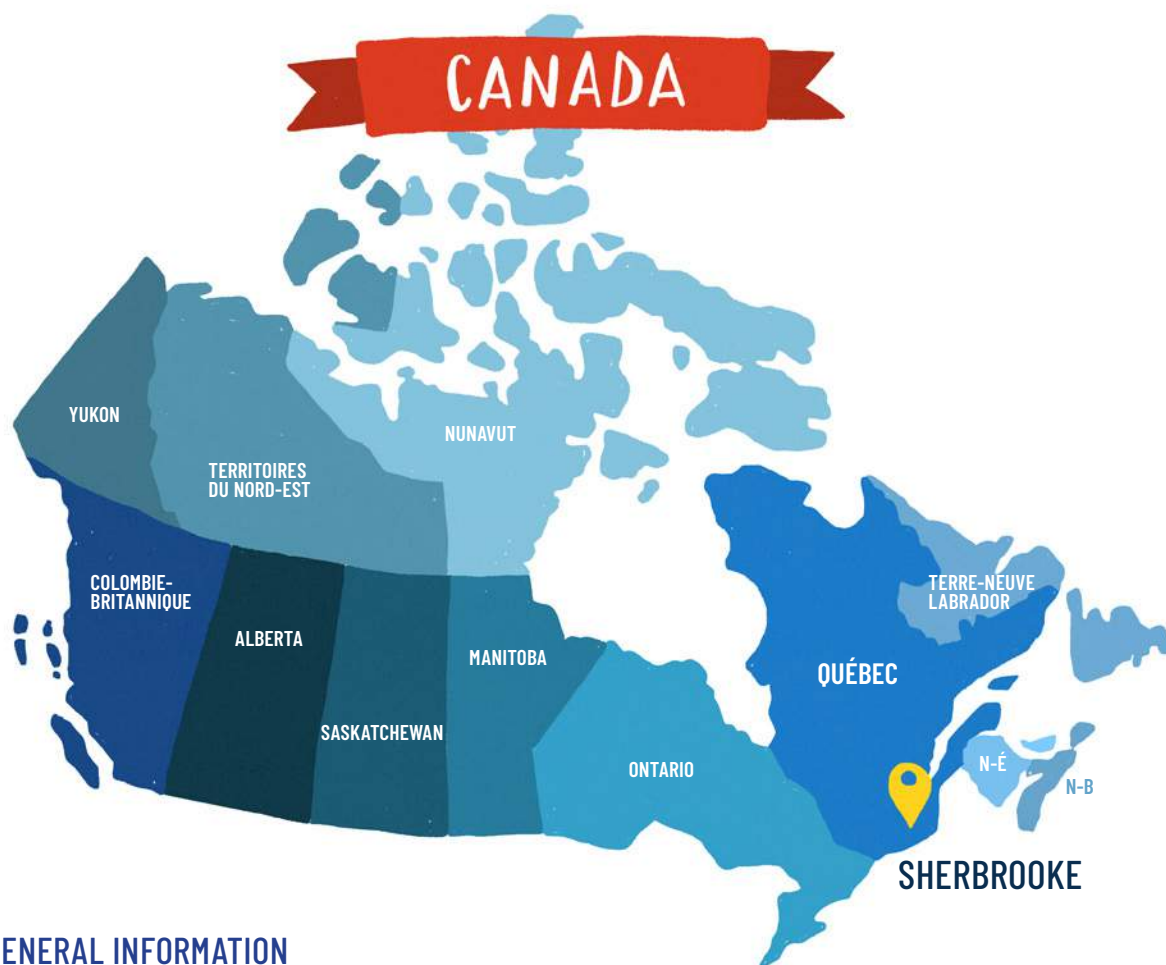 CANADA
YUKON
NUNAVUT
TERRITOIRES
DU NORD-EST
COLOMBIE-
BRITANNIQUE
TERRE-NEUVE
LABRADOR
ALBERTA
MANITOBA
QUÉBEC
SASKATCHEWAN
ONTARIO
N-É
N-B
SHERBROOKE
ENERAL INFORMATION